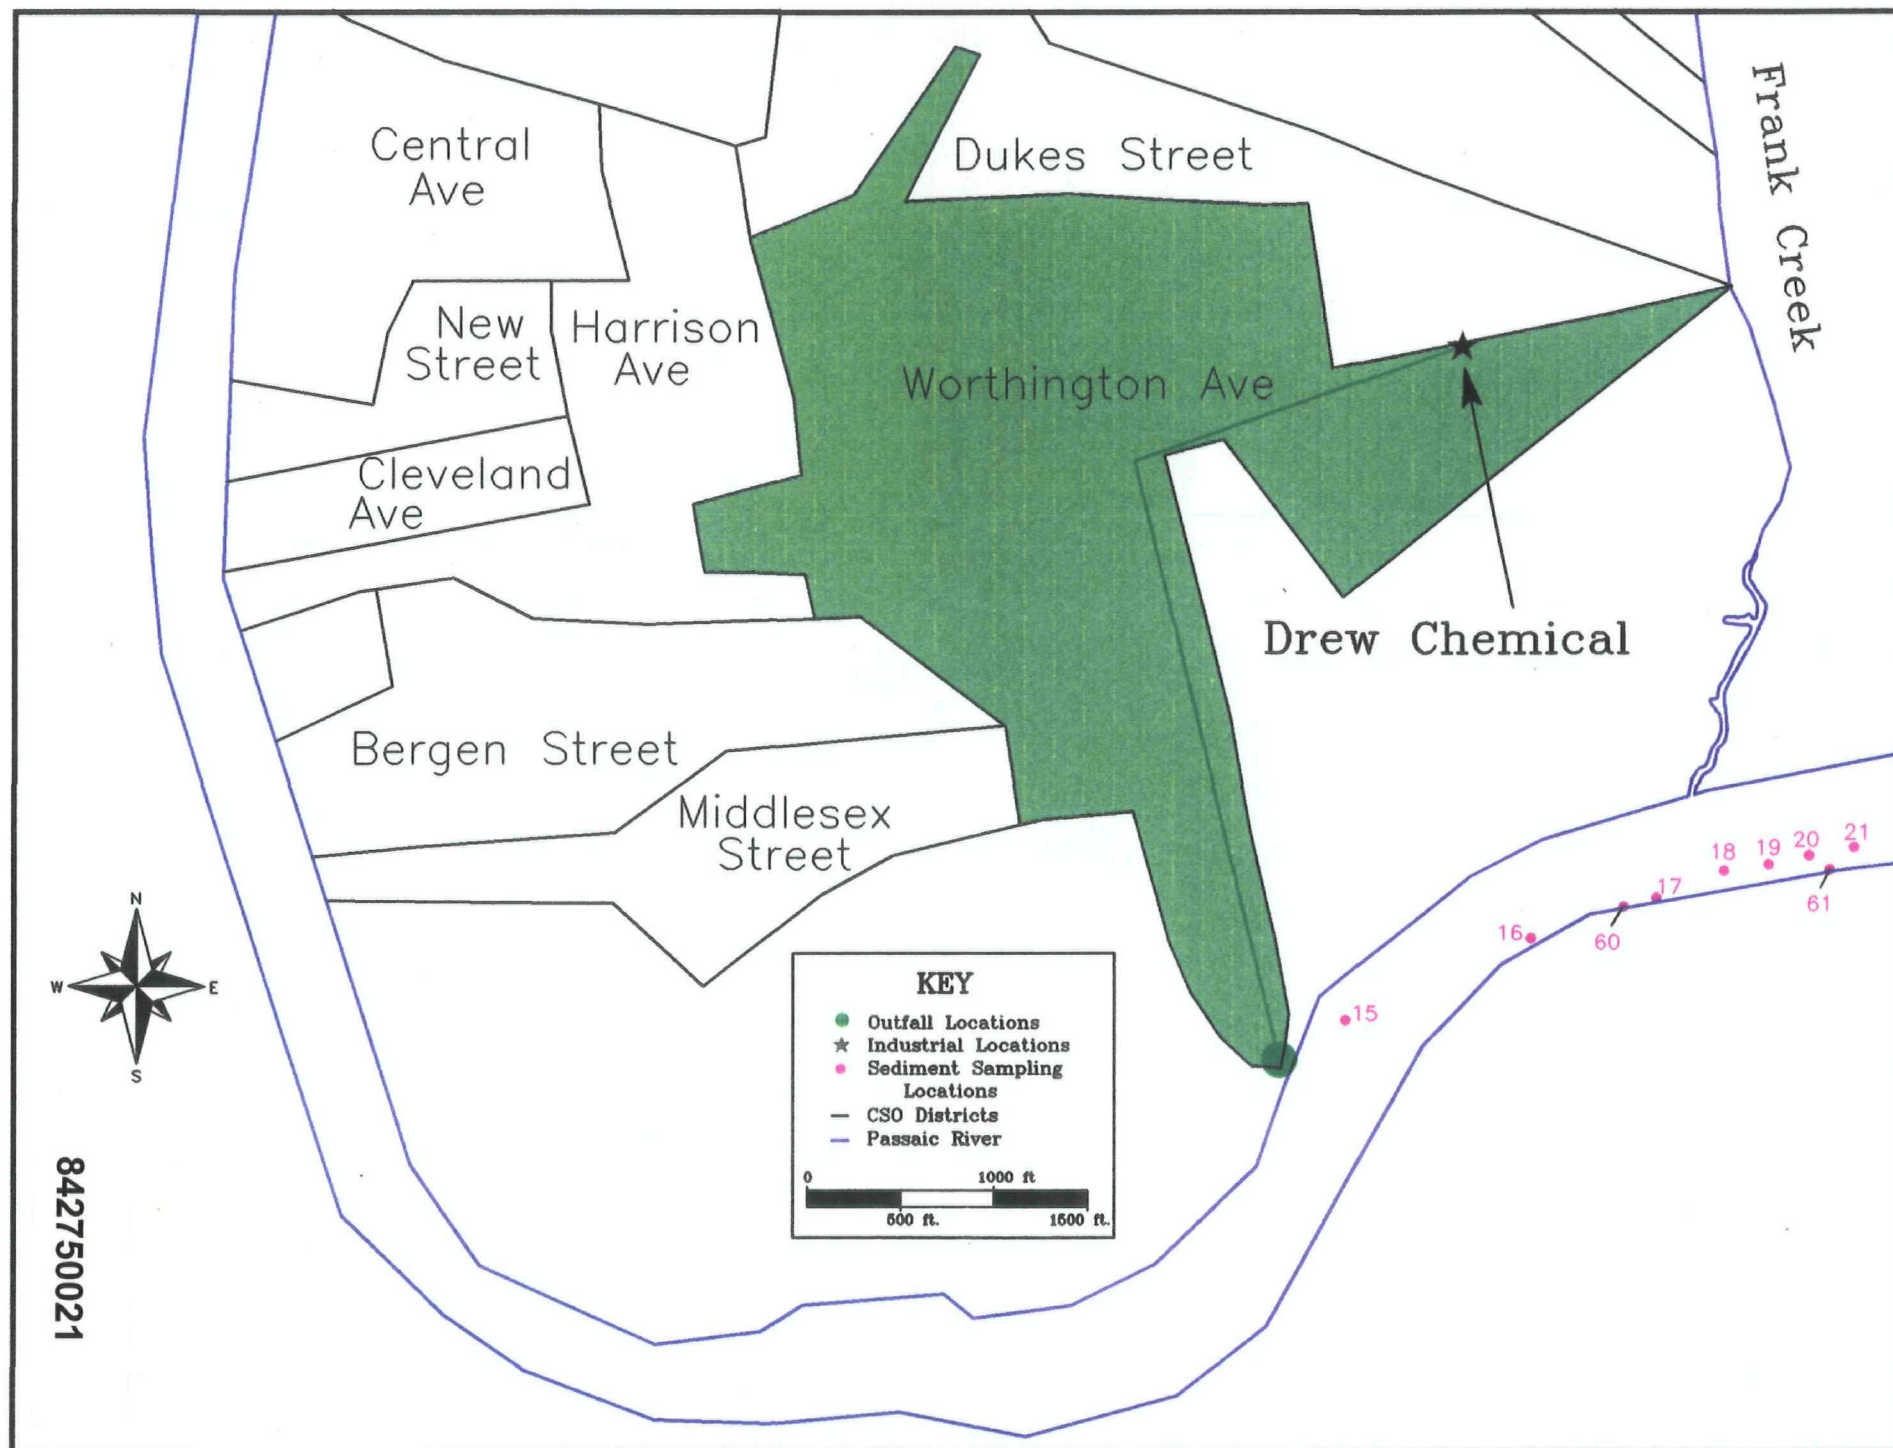 Frank Creek
Central
Ave
Dukes Street
New
Street
Harrison
Ave
Worthington Ave
Cleveland
Ave
Drew Chemical
Bergen Street
Middlesex
Street
21
20
19
18
17
61
60
16
15
N
W
E
S
KEY
Outfall Locations
Industrial Locations
Sediment Sampling
Locations
CSO Districts
Passaic River
0
1000 ft
500 ft.
1500 ft.
842750021